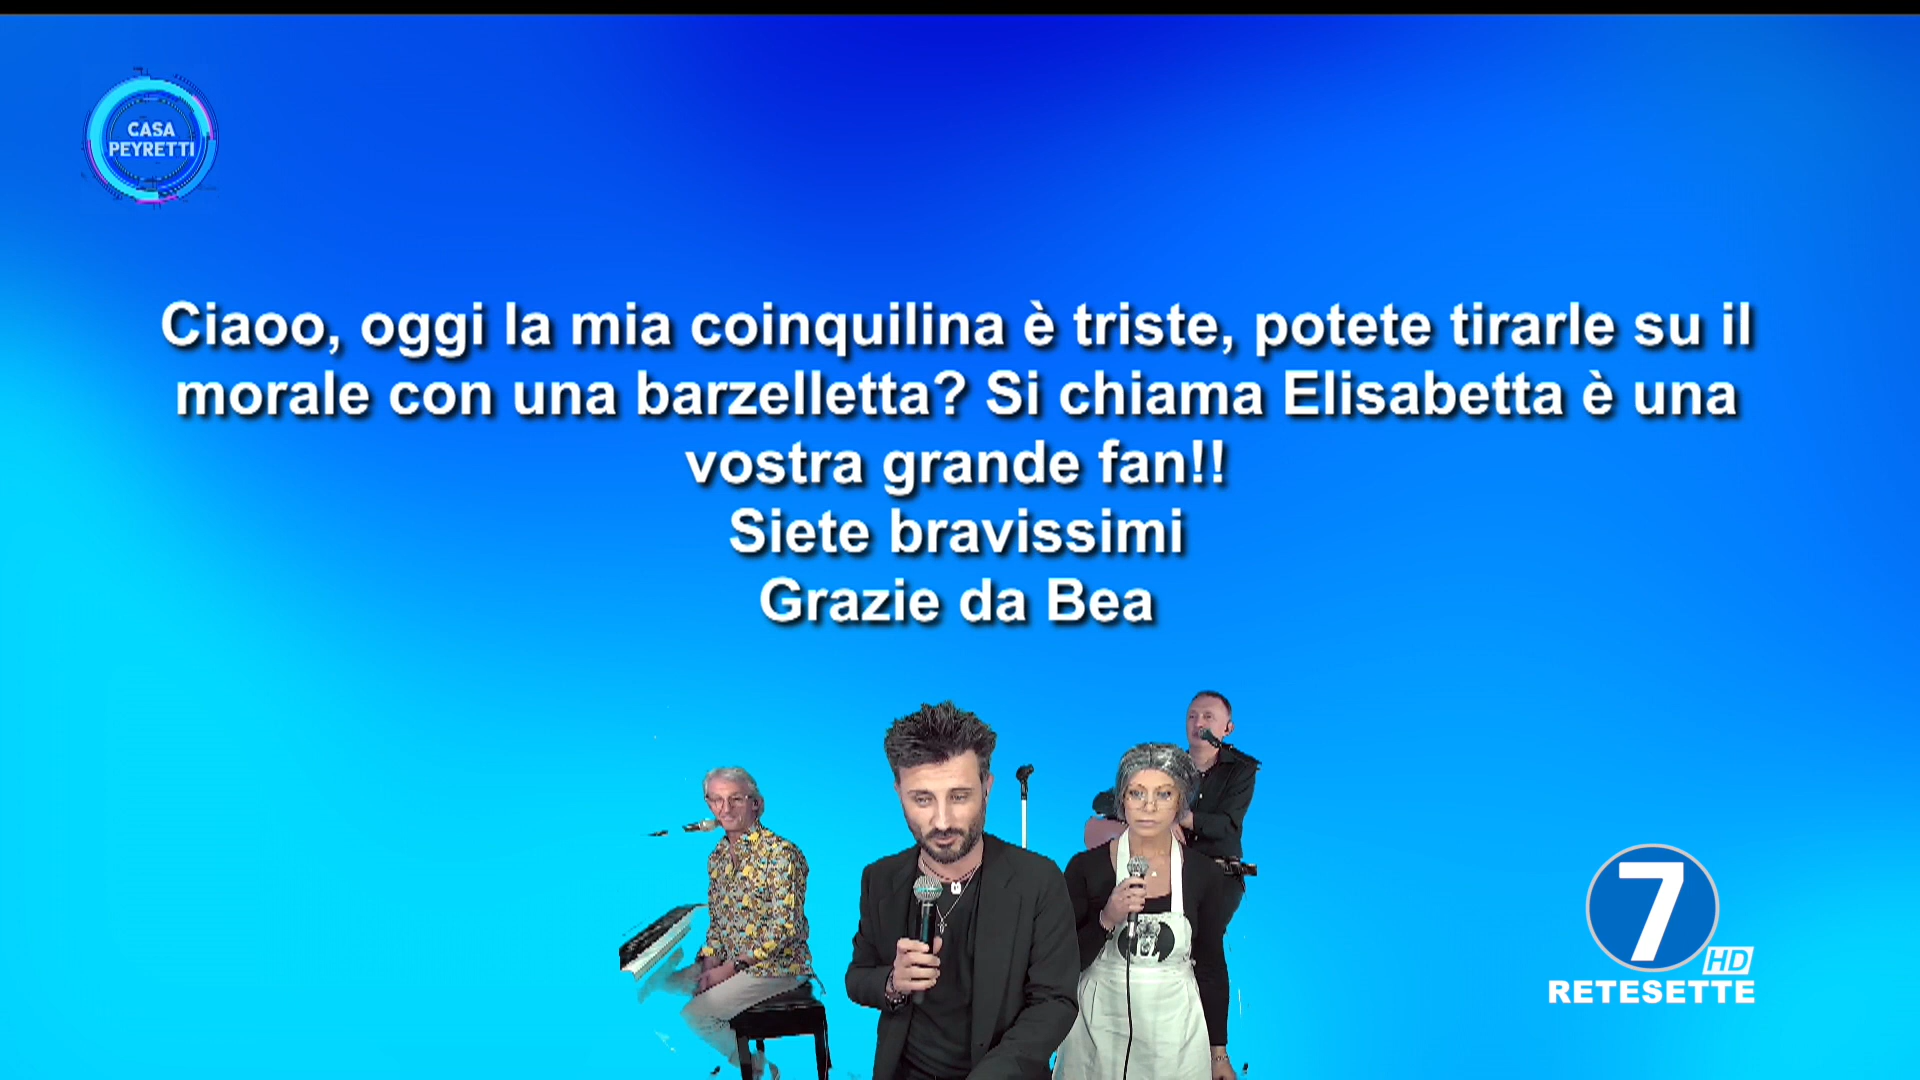 CASA
PEYRETTI
Ciaoo, oggi la mia coinquilina è triste, potete tirarle su il
morale con una barzelletta? Si chiama Elisabetta è una
vostra grande fan!!
Siete bravissimi
Grazie da Bea
7
HD
RETESETTE